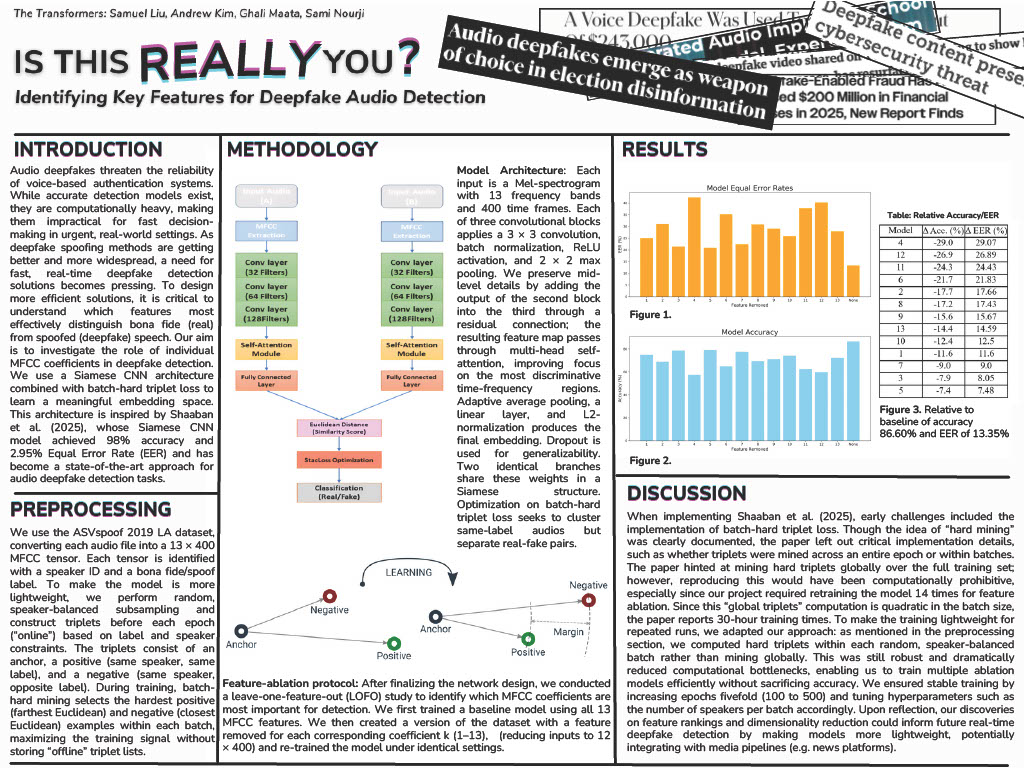 The Transformers: Samuel Liu, Andrew Kim, Ghali Maata, Sami Nourji
IS THIS REALLY YOU?
Identifying Key Features for Deepfake Audio Detection
A Voice Deepfake Was Used
$243,000
Audio deepfakes emerge as weapon
of choice in election disinformation
Deepfake content
cybersecurity threat
deepfake video shared on
to show
-Enabled Fraud Has
$200 Million in Financial
in 2025, New Report Finds
INTRODUCTION
Audio deepfakes threaten the reliability
of voice-based authentication systems.
While accurate detection models exist,
they are computationally heavy, making
them impractical for fast decision-
making in urgent, real-world settings. As
deepfake spoofing methods are getting
better and more widespread, a need for
fast, real-time deepfake detection
solutions becomes pressing. To design
more efficient solutions, it is critical to
understand which features most
effectively distinguish bona fide (real)
from spoofed (deepfake) speech. Our aim
is to investigate the role of individual
MFCC coefficients in deepfake detection.
We use a Siamese CNN architecture
combined with batch-hard triplet loss to
learn a meaningful embedding space.
This architecture is inspired by Shaaban
et al. (2025), whose Siamese CNN
model achieved 98% accuracy and
2.95% Equal Error Rate (EER) and has
become a state-of-the-art approach for
audio deepfake detection tasks.
PREPROCESSING
We use the ASVspoof 2019 LA dataset,
converting each audio file into a 13 × 400
MFCC tensor. Each tensor is identified
with a speaker ID and a bona fide/spoof
label. To make the model is more
lightweight, we perform random,
speaker-balanced subsampling and
construct triplets before each epoch
("online") based on label and speaker
constraints. The triplets consist of an
anchor, a positive (same speaker, same
label), and a negative (same speaker,
opposite label). During training, batch-
hard mining selects the hardest positive
(farthest Euclidean) and negative (closest
Euclidean) examples within each batch,
maximizing the training signal without
storing "offline" triplet lists.
METHODOLOGY
Input Audio
(A)
Input Audio
(B)
MFCC
Extraction
MFCC
Extraction
Conv layer
(32 Filters)
Conv layer
(64 Filters)
Conv layer
(128Filters)
Conv layer
(32 Filters)
Conv layer
(64 Filters)
Conv layer
(128Filters)
Self-Attention
Module
Self-Attention
Module
Fully Connected
Layer
Fully Connected
Layer
Euclidean Distance
(Similarity Score)
StacLoss Optimization
Classification
(Real/Fake)
Model Architecture: Each
input is a Mel-spectrogram
with 13 frequency bands
and 400 time frames. Each
of three convolutional blocks
applies a 3 × 3 convolution,
batch normalization, ReLU
activation, and 2 × 2 max
pooling. We preserve mid-
level details by adding the
output of the second block
into the third through a
residual connection; the
resulting feature map passes
through multi-head self-
attention, improving focus
on the most discriminative
time-frequency regions.
Adaptive average pooling, a
linear layer, and L2-
normalization produces the
final embedding. Dropout is
used for generalizability.
Two identical branches
share these weights in a
Siamese structure.
Optimization on batch-hard
triplet loss seeks to cluster
same-label audios but
separate real-fake pairs.
LEARNING
Negative
Anchor
Positive
Negative
Anchor
Margin
Positive
Feature-ablation protocol: After finalizing the network design, we conducted
a leave-one-feature-out (LOFO) study to identify which MFCC coefficients are
most important for detection. We first trained a baseline model using all 13
MFCC features. We then created a version of the dataset with a feature
removed for each corresponding coefficient k (1–13), (reducing inputs to 12
× 400) and re-trained the model under identical settings.
RESULTS
Model Equal Error Rates
EER (%)
1 2 3 4 5 6 7 8 9 10 11 12 13 None
Feature Removed
Figure 1.
Model Accuracy
Accuracy (%)
1 2 3 4 5 6 7 8 9 10 11 12 13 None
Feature Removed
Figure 2.
Table: Relative Accuracy/EER
Model Δ Acc. (%) Δ EER (%)
4 -29.0 29.07
12 -26.9 26.89
11 -24.3 24.43
6 -21.7 21.83
2 -17.7 17.66
8 -17.2 17.43
9 -15.6 15.67
13 -14.4 14.59
10 -12.4 12.5
1 -11.6 11.6
7 -9.0 9.0
3 -7.9 8.05
5 -7.4 7.48
Figure 3. Relative to
baseline of accuracy
86.60% and EER of 13.35%
DISCUSSION
When implementing Shaaban et al. (2025), early challenges included the
implementation of batch-hard triplet loss. Though the idea of "hard mining"
was clearly documented, the paper left out critical implementation details,
such as whether triplets were mined across an entire epoch or within batches.
The paper hinted at mining hard triplets globally over the full training set;
however, reproducing this would have been computationally prohibitive,
especially since our project required retraining the model 14 times for feature
ablation. Since this "global triplets" computation is quadratic in the batch size,
the paper reports 30-hour training times. To make the training lightweight for
repeated runs, we adapted our approach: as mentioned in the preprocessing
section, we computed hard triplets within each random, speaker-balanced
batch rather than mining globally. This was still robust and dramatically
reduced computational bottlenecks, enabling us to train multiple ablation
models efficiently without sacrificing accuracy. We ensured stable training by
increasing epochs fivefold (100 to 500) and tuning hyperparameters such as
the number of speakers per batch accordingly. Upon reflection, our discoveries
on feature rankings and dimensionality reduction could inform future real-time
deepfake detection by making models more lightweight, potentially
integrating with media pipelines (e.g. news platforms).